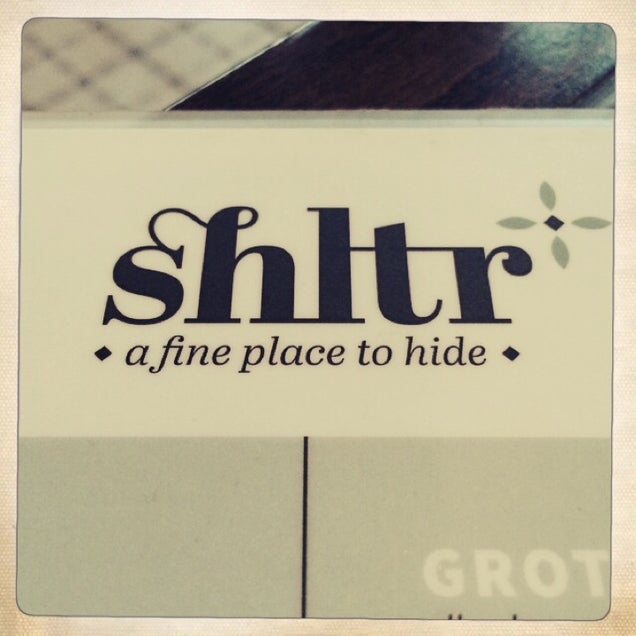 shltr
a fine place to hide
GROT